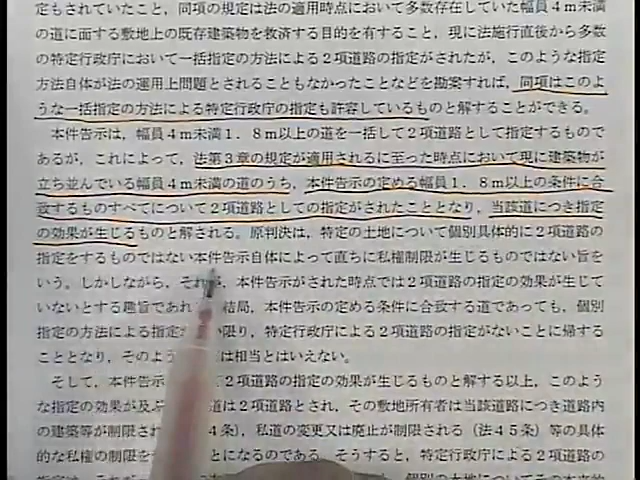 定もされていたこと，同項の規定は法の適用時点において多数存在していた幅員４ｍ未満
の道に面する敷地上の既存建築物を救済する目的を有すること，現に法施行直後から多数
の特定行政庁において一括指定の方法による２項道路の指定がされたが，このような指定
方法自体が法の運用上問題とされることもなかったことなどを勘案すれば，同項はこのよ
うな一括指定の方法による特定行政庁の指定も許容しているものと解することができる。
本件告示は，幅員４ｍ未満１．８ｍ以上の道を一括して２項道路として指定するもので
あるが，これによって，法第３章の規定が適用されるに至った時点において現に建築物が
立ち並んでいる幅員４ｍ未満の道のうち，本件告示の定める幅員１．８ｍ以上の条件に合
致するものすべてについて２項道路としての指定がされたこととなり，当該道につき指定
の効果が生じるものと解される。原判決は，特定の土地について個別具体的に２項道路の
指定をするものではない本件告示自体によって直ちに私権制限が生じるものではない旨を
いう。しかしながら，それ，本件告示がされた時点では２項道路の指定の効果が生じて
いないとする趣旨であれ 結局，本件告示の定める条件に合致する道であっても，個別
指定の方法による指定 い限り，特定行政庁による２項道路の指定がないことに帰する
こととなり，そのよう は相当とはいえない。
そして，本件告示 ２項道路の指定の効果が生じるものと解する以上，このよう
な指定の効果が及ぶ 道は２項道路とされ，その敷地所有者は当該道路につき道路内
の建築等が制限され ４条），私道の変更又は廃止が制限される（法４５条）等の具体
的な私権の制限を ことになるのである。そうすると，特定行政庁による２項道路